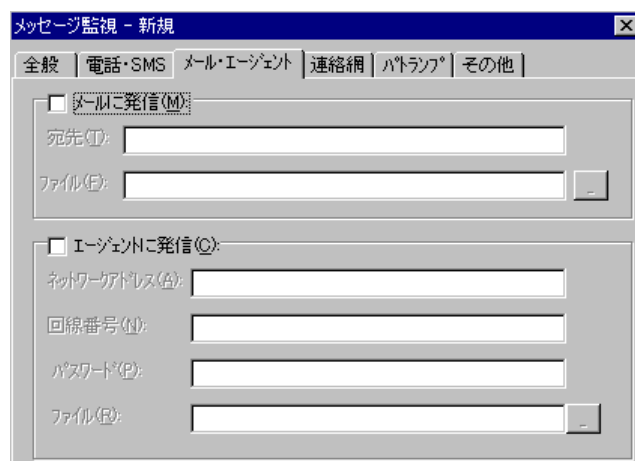 メッセージ監視 - 新規
全般 電話・SMS メール・エージェント 連絡網 パトランプ その他
メールに発信(M):
宛先(T):
ファイル(F):
エージェントに発信(C):
ネットワークアドレス(A):
回線番号(N):
パスワード(P):
ファイル(R):